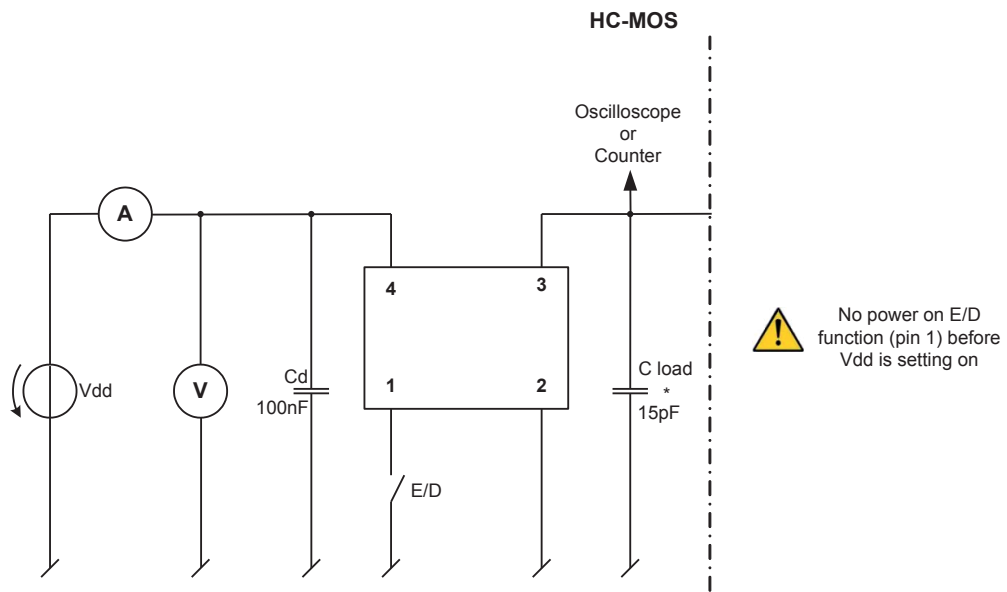 HC-MOS
Oscilloscope
or
Counter
A
4
3
No power on E/D
function (pin 1) before
Vdd is setting on
Vdd
V
Cd
100nF
1
2
C load
*
15pF
E/D